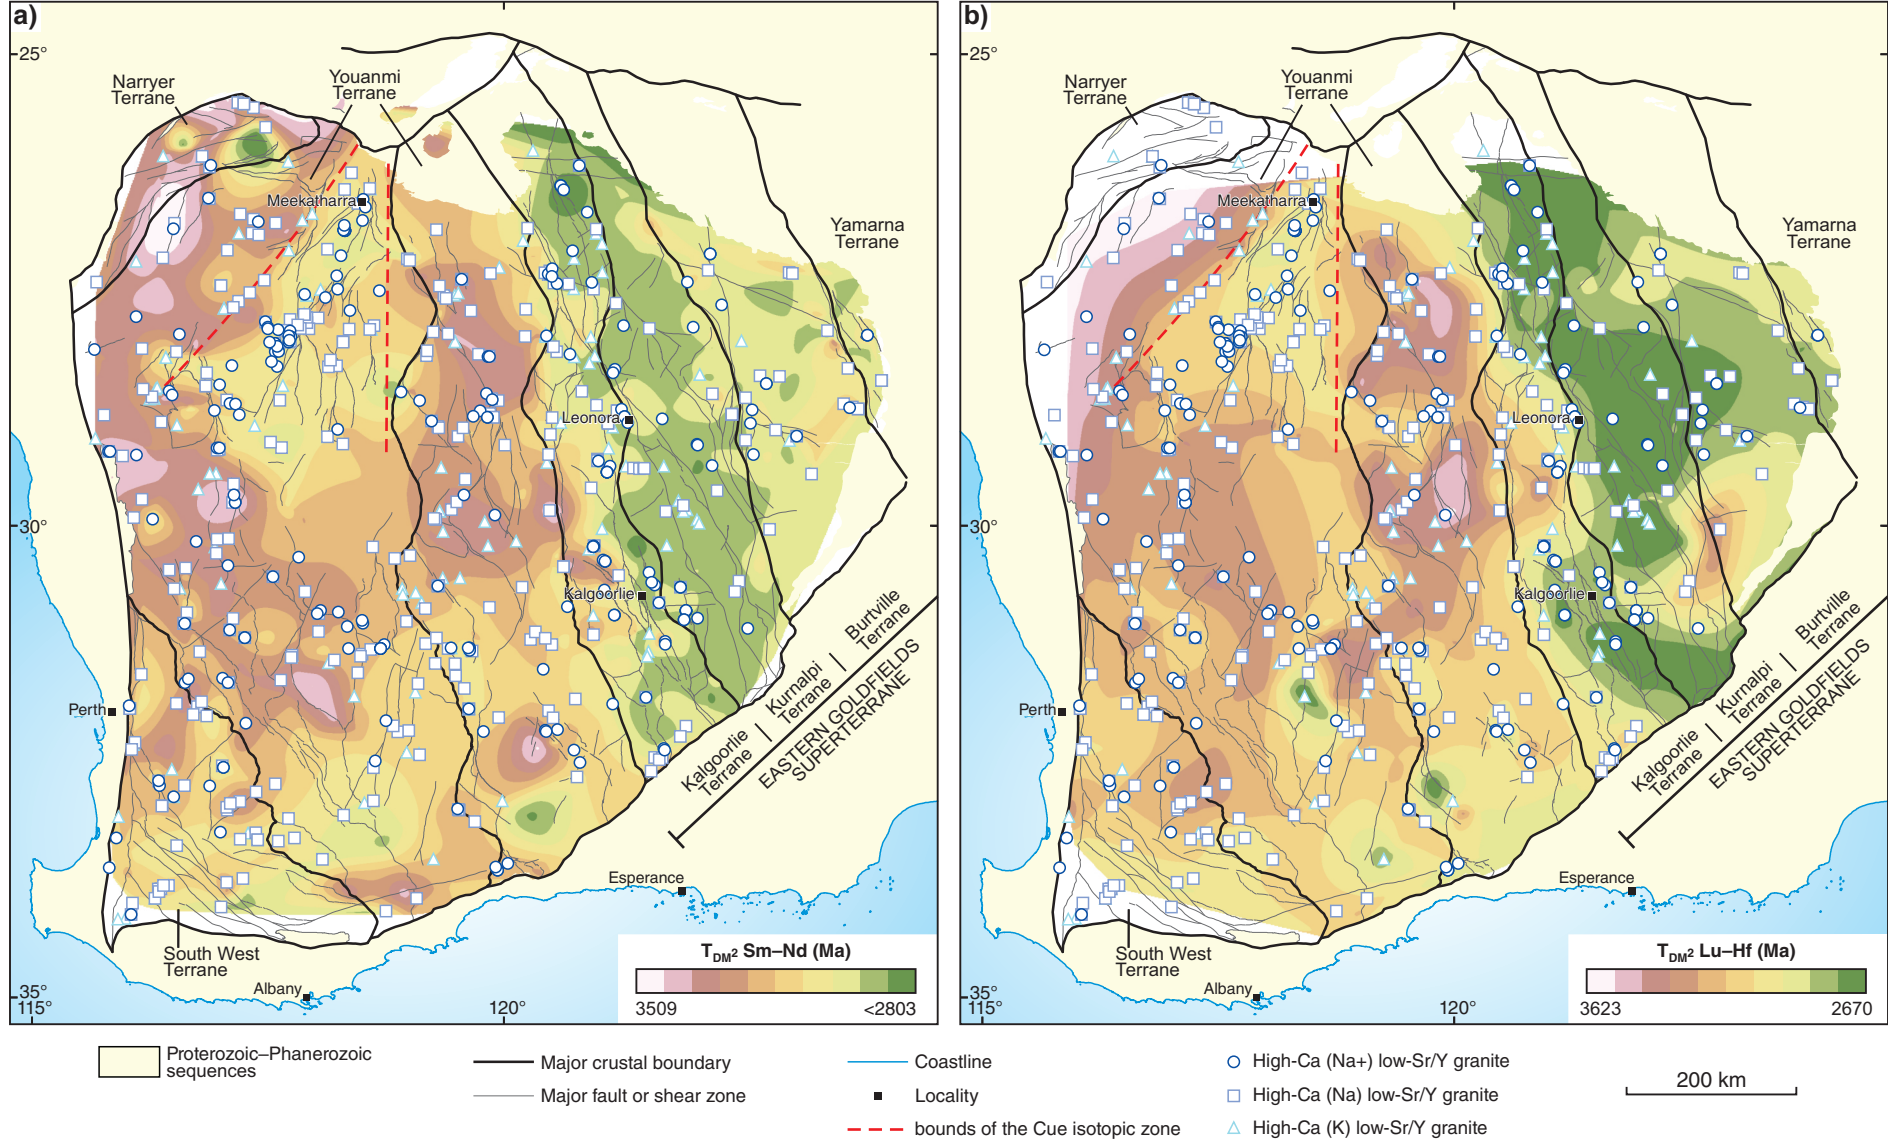 a)
25°
Narryer
Terrane
Youanmi
Terrane
Meekatharra
Yamarna
Terrane
Leonora
30°
Kalgoorlie
Perth
Kalgoorlie
Terrane
Kurnalpi
Terrane
Burtville
Terrane
EASTERN GOLDFIELDS
SUPERTERRANE
Esperance
South West
Terrane
Albany
35°
115°
120°
TDM² Sm–Nd (Ma)
3509
<2803
b)
25°
Narryer
Terrane
Youanmi
Terrane
Meekatharra
Yamarna
Terrane
Leonora
30°
Kalgoorlie
Perth
Kalgoorlie
Terrane
Kurnalpi
Terrane
Burtville
Terrane
EASTERN GOLDFIELDS
SUPERTERRANE
Esperance
South West
Terrane
Albany
35°
115°
120°
TDM² Lu–Hf (Ma)
3623
2670
Proterozoic–Phanerozoic
sequences
Major crustal boundary
Major fault or shear zone
Coastline
Locality
bounds of the Cue isotopic zone
High-Ca (Na+) low-Sr/Y granite
High-Ca (Na) low-Sr/Y granite
High-Ca (K) low-Sr/Y granite
200 km